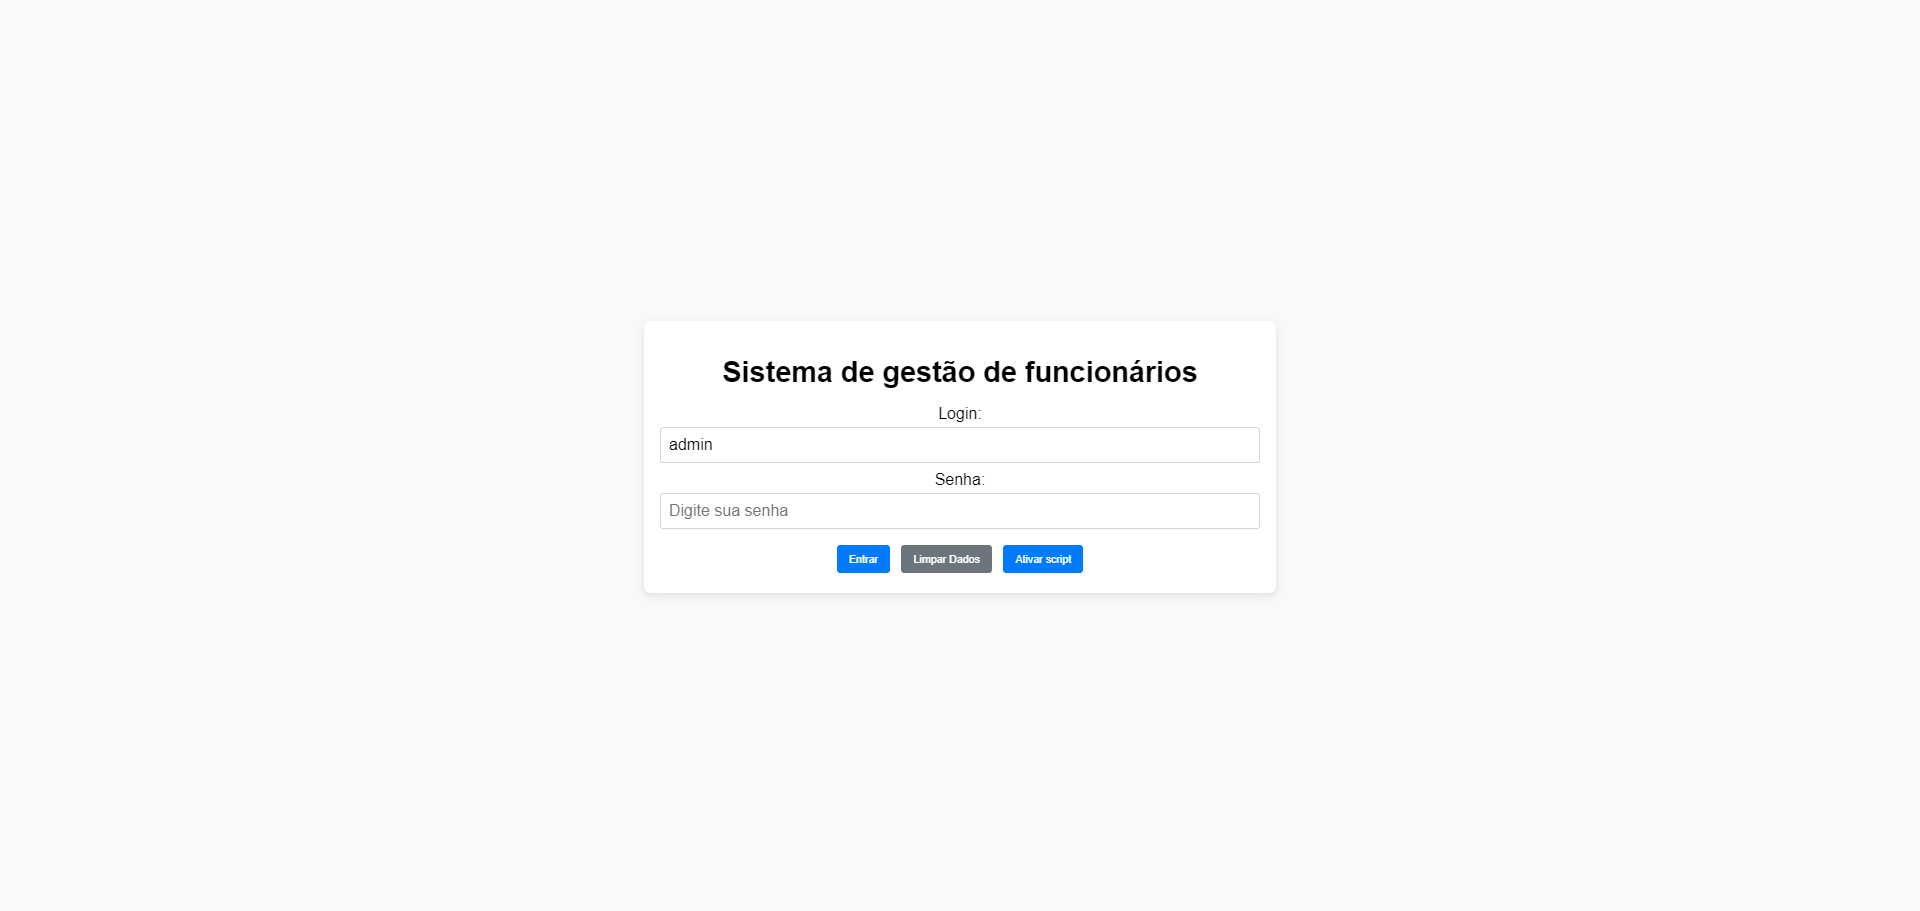 Sistema de gestão de funcionários
Login:
admin
Senha:
Digite sua senha
Entrar Limpar Dados Ativar script